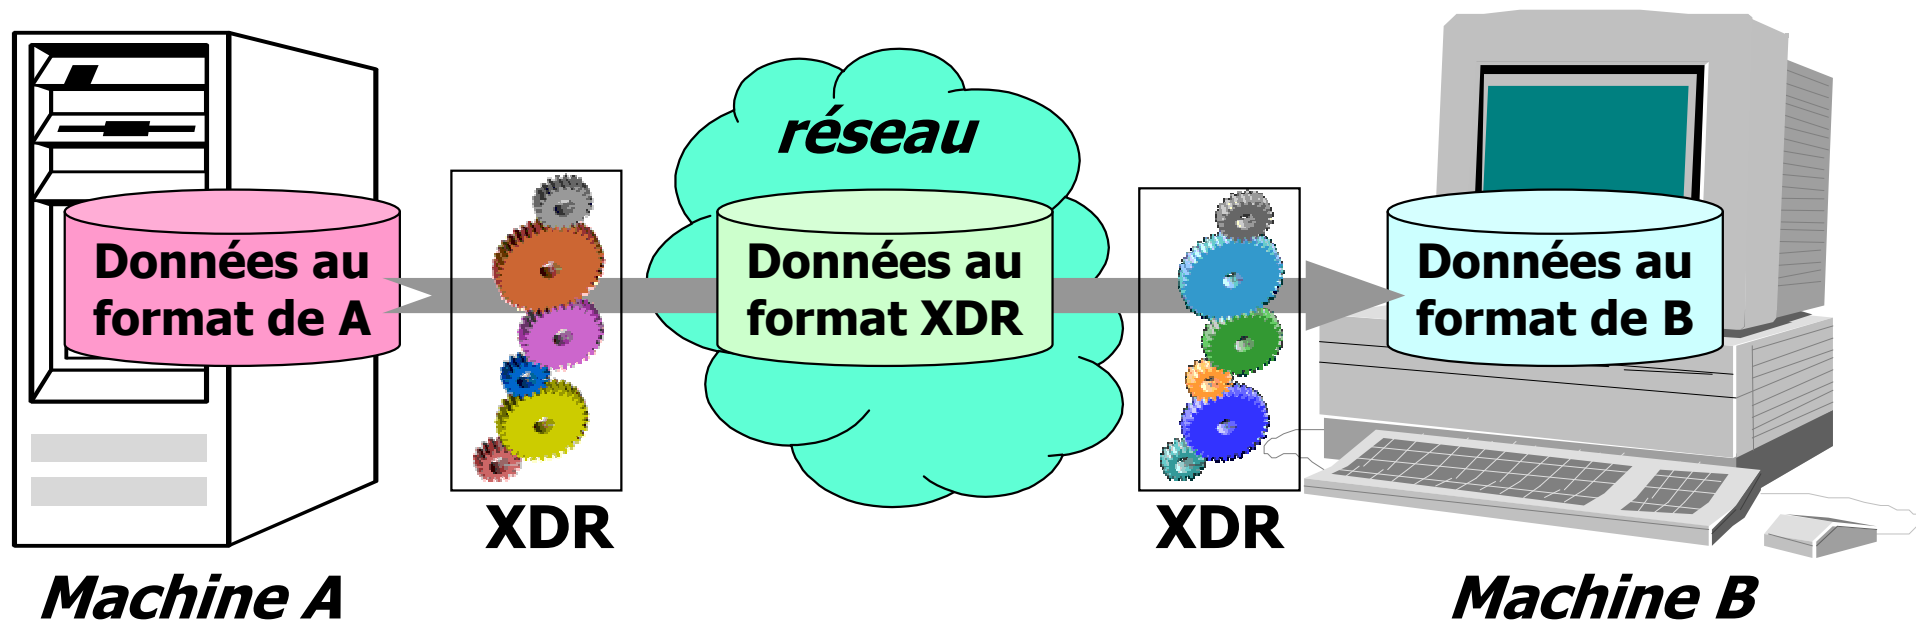 réseau
Données au
format de A
Données au
format XDR
Données au
format de B
XDR
XDR
Machine A
Machine B